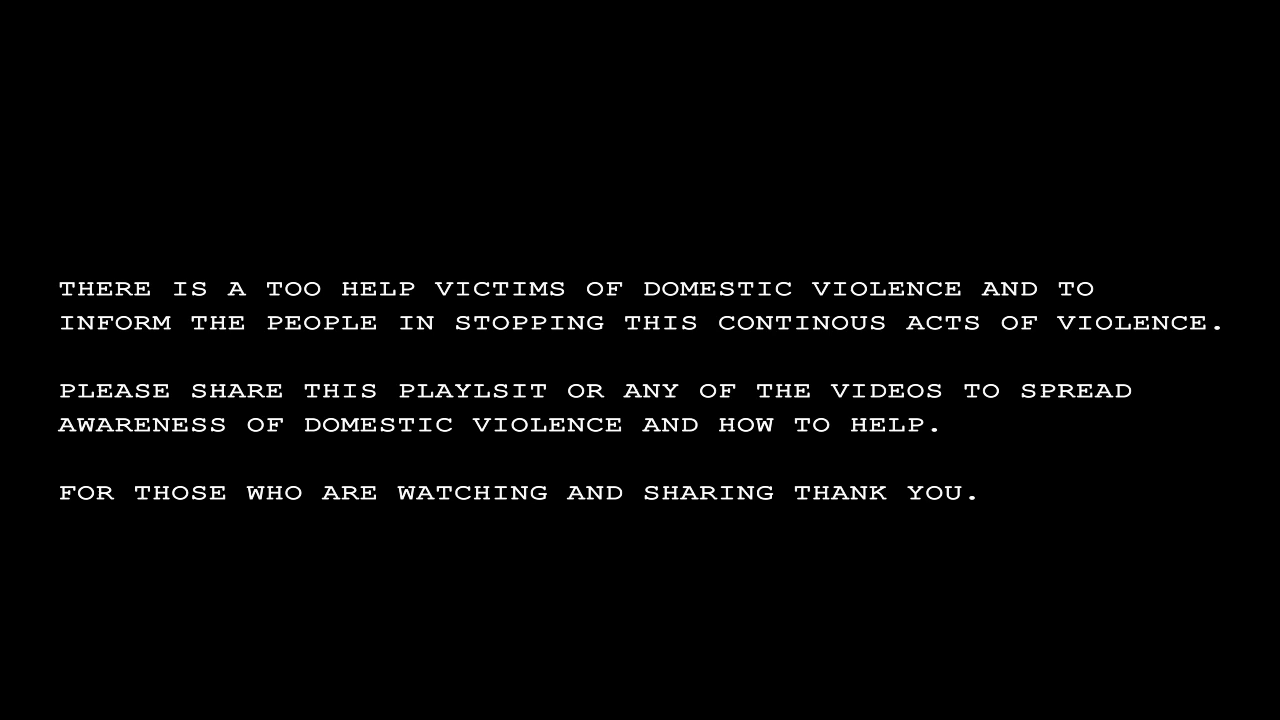 THERE IS A TOO HELP VICTIMS OF DOMESTIC VIOLENCE AND TO
INFORM THE PEOPLE IN STOPPING THIS CONTINOUS ACTS OF VIOLENCE.
PLEASE SHARE THIS PLAYLSIT OR ANY OF THE VIDEOS TO SPREAD
AWARENESS OF DOMESTIC VIOLENCE AND HOW TO HELP.
FOR THOSE WHO ARE WATCHING AND SHARING THANK YOU.